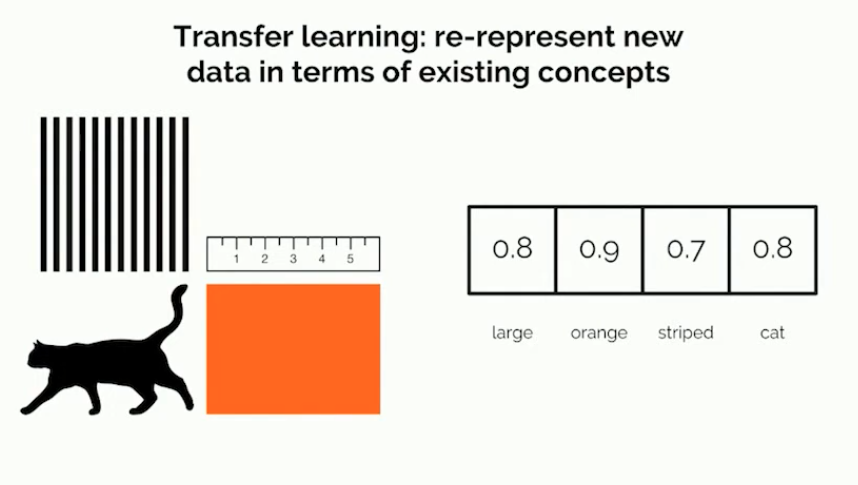 Transfer learning: re-represent new
data in terms of existing concepts
1 2 3 4 5
0.8 0.9 0.7 0.8
large orange striped cat